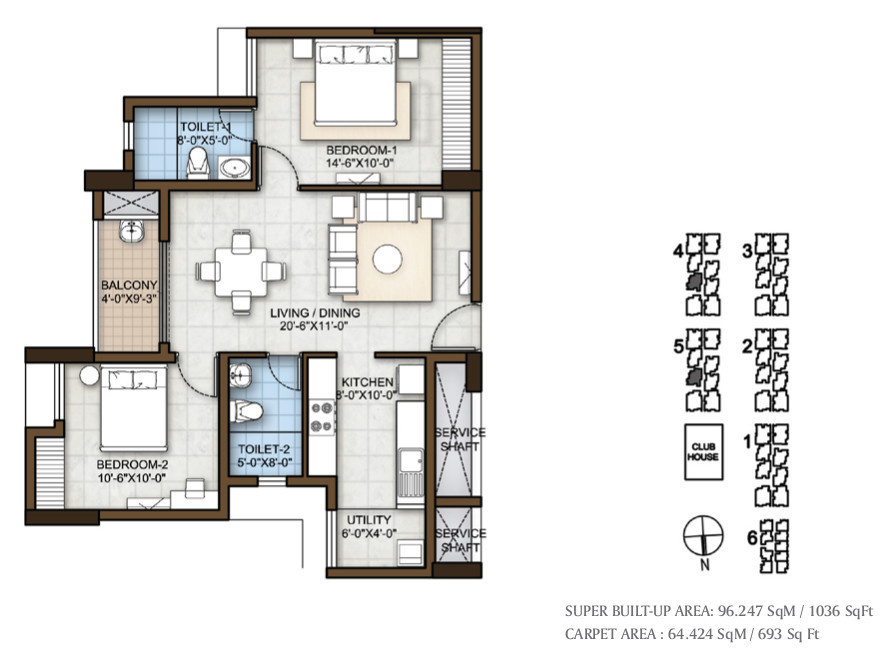 TOILET-1
8'-0"X5'-0"
BEDROOM-1
14'-6"X10'-0"
BALCONY
4'-0"X9'-3"
LIVING / DINING
20'-6"X11'-0"
KITCHEN
8'-0"X10'-0"
BEDROOM-2
10'-6"X10'-0"
TOILET-2
5'-0"X8'-0"
SERVICE
SHAFT
UTILITY
6'-0"X4'-0"
SERVICE
SHAFT
4
3
5
2
1
CLUB
HOUSE
6
N
SUPER BUILT-UP AREA: 96.247 SqM / 1036 SqFt
CARPET AREA : 64.424 SqM / 693 Sq Ft